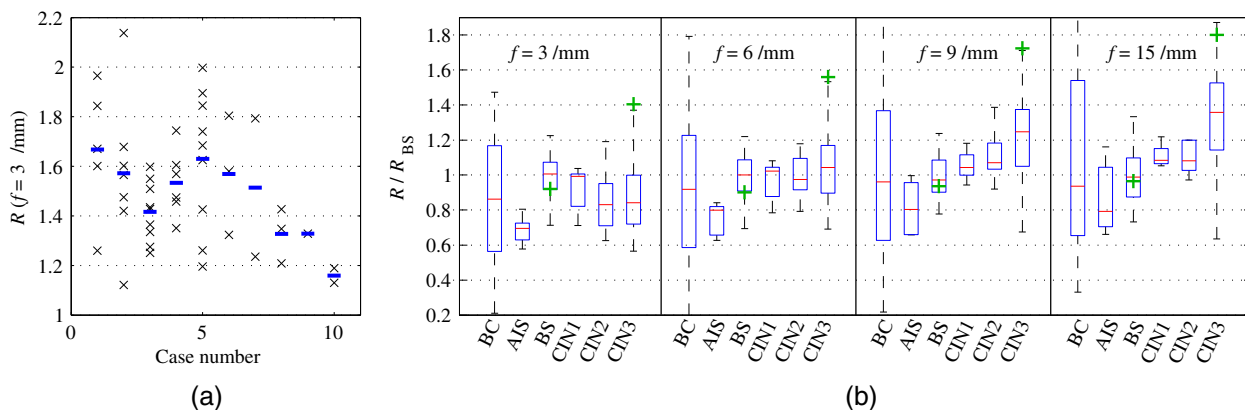 2.2
2
1.8
1.6
1.4
1.2
1
0
5
10
R (f = 3 /mm)
Case number
(a)
1.8
1.6
1.4
1.2
1
0.8
0.6
0.4
0.2
R / R BS
f = 3 /mm
f = 6 /mm
f = 9 /mm
f = 15 /mm
BC
AIS
BS
CIN1
CIN2
CIN3
BC
AIS
BS
CIN1
CIN2
CIN3
BC
AIS
BS
CIN1
CIN2
CIN3
BC
AIS
BS
CIN1
CIN2
CIN3
(b)